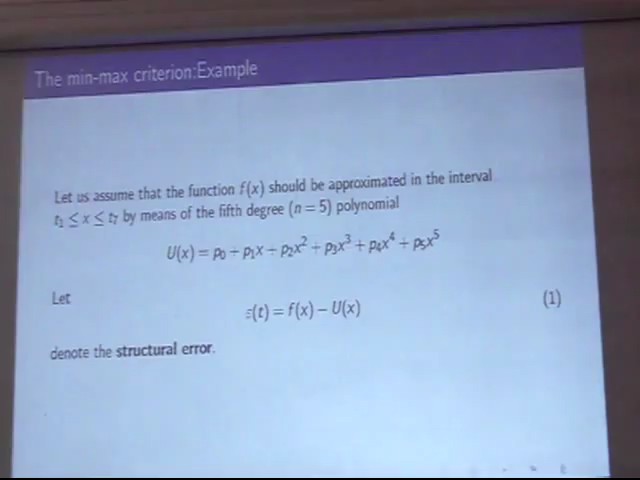 The min-max criterion:Example
Let us assume that the function f(x) should be approximated in the interval
t₁ ≤ x ≤ t₇ by means of the fifth degree (n = 5) polynomial
U(x) = p₀ + p₁x + p₂x² + p₃x³ + p₄x⁴ + p₅x⁵
Let
ε(t) = f(x) − U(x) (1)
denote the structural error.